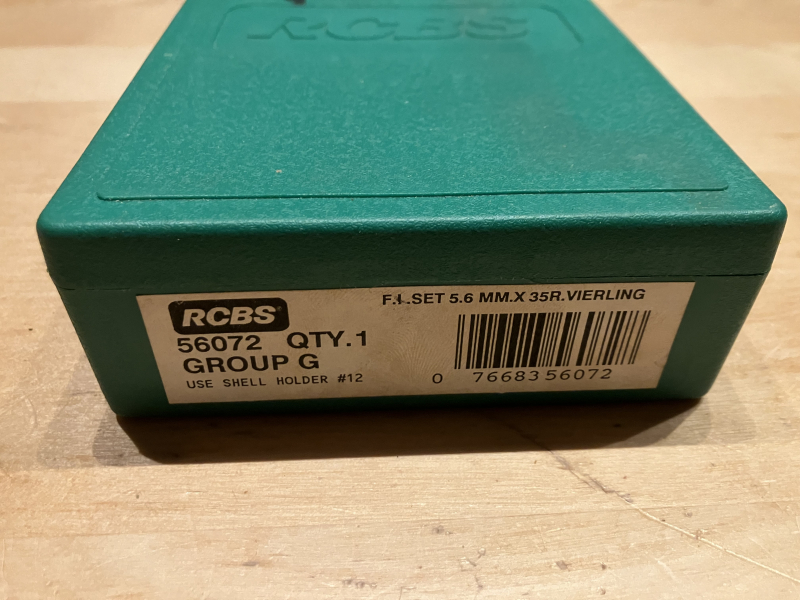 RCBS
F.L.SET 5.6 MM.X 35R.VIERLING
RCBS
56072 QTY.1
GROUP G
USE SHELL HOLDER #12
0 76683 56072